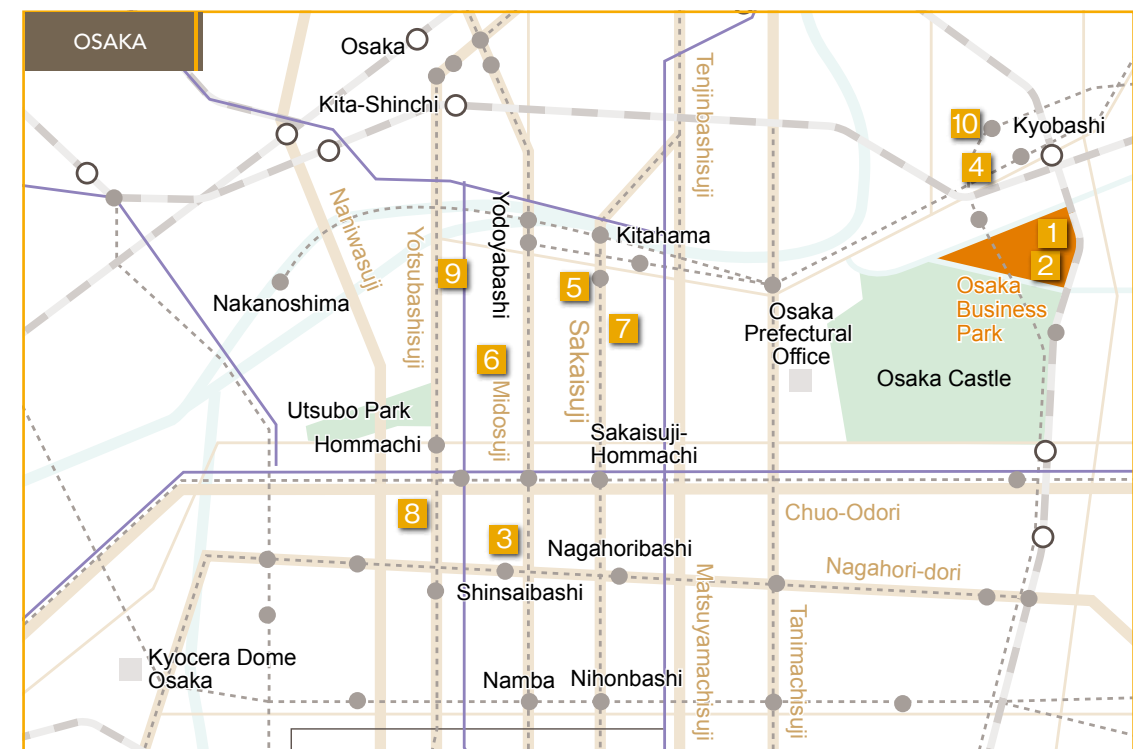 OSAKA
Osaka
Kita-Shinchi
Tenjinbashisuji
10
Kyobashi
4
Naniwasuji
Yotsubashisuji
Yodoyabashi
Kitahama
1
2
9
5
Nakanoshima
Osaka
Business
Park
Osaka
Prefectural
Office
Sakaisuji
7
6
Midosuji
Osaka Castle
Utsubo Park
Hommachi
Sakaisuji-
Hommachi
8
3
Chuo-Odori
Nagahoribashi
Nagahori-dori
Shinsaibashi
Matsuyamachisuji
Tanimachisuji
Kyocera Dome
Osaka
Namba
Nihonbashi